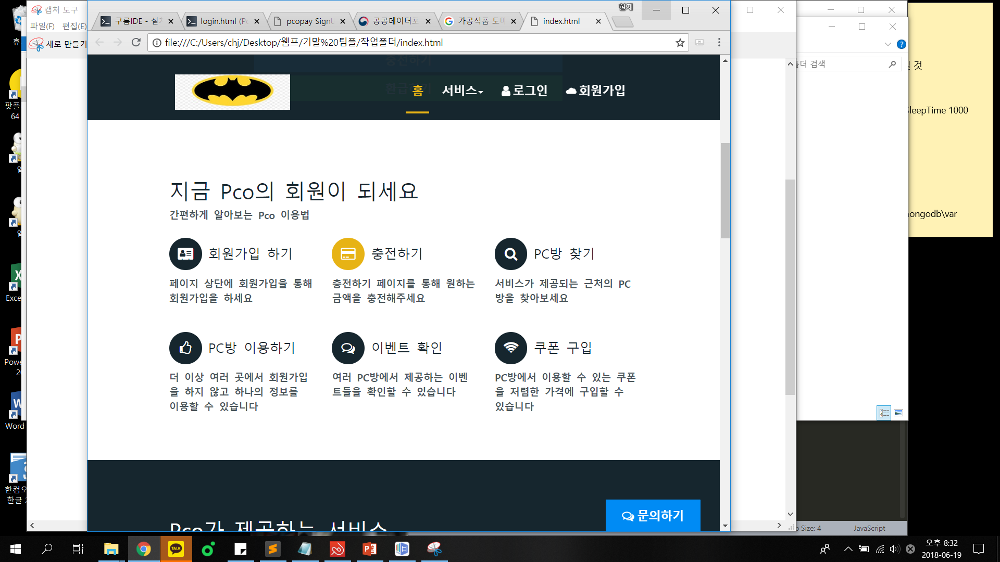 캡처 도구
현재
구름IDE - 설
login.html (Pc
pcopay SignU
공공데이터포
가공식품 도
index.html
파일(F) 편집(E)
휴
새로 만들기
file:///C:/Users/chj/Desktop/웹프/기말%20팀플/작업폴더/index.html
충전하기
환급
홈
서비스
로그인
회원가입
더 검색
것
SleepTime 1000
팟플
64
지금 Pco의 회원이 되세요
간편하게 알아보는 Pco 이용법
ongodb\var
회원가입 하기
충전하기
PC방 찾기
페이지 상단에 회원가입을 통해
회원가입을 하세요
충전하기 페이지를 통해 원하는
금액을 충전해주세요
서비스가 제공되는 근처의 PC
방을 찾아보세요
Exce
PC방 이용하기
이벤트 확인
쿠폰 구입
더 이상 여러 곳에서 회원가입
을 하지 않고 하나의 정보를
이용할 수 있습니다
여러 PC방에서 제공하는 이벤
트들을 확인할 수 있습니다
PC방에서 이용할 수 있는 쿠폰
을 저렴한 가격에 구입할 수
있습니다
Powe
2
Word
한컴오
한글 2
Pco가 제공하는 서비스
문의하기
Size: 4
JavaScript
TALK
오후 8:32
2018-06-19